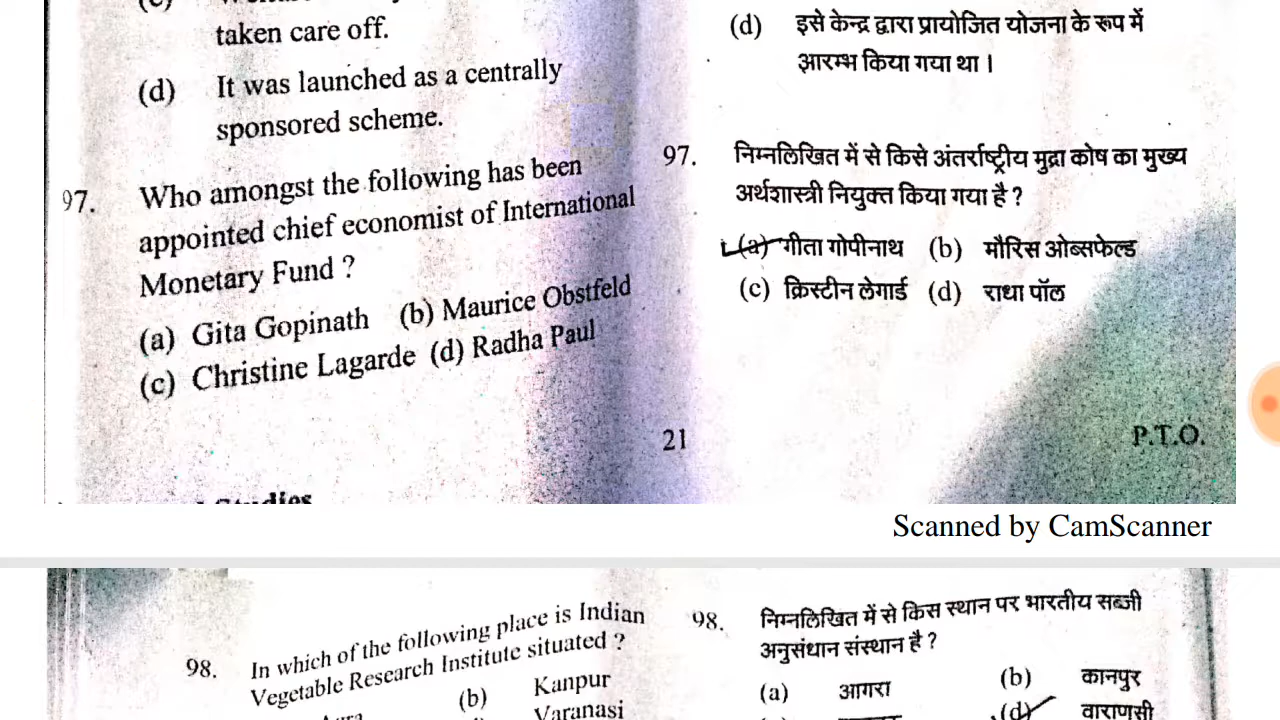 taken care off.
(d) It was launched as a centrally
sponsored scheme.
97. Who amongst the following has been
appointed chief economist of International
Monetary Fund ?
(a) Gita Gopinath (b) Maurice Obstfeld
(c) Christine Lagarde (d) Radha Paul
(d) इसे केन्द्र द्वारा प्रायोजित योजना के रूप में
आरम्भ किया गया था ।
97. निम्नलिखित में से किसे अंतर्राष्ट्रीय मुद्रा कोष का मुख्य
अर्थशास्त्री नियुक्त किया गया है ?
(a) गीता गोपीनाथ (b) मौरिस ओब्सफेल्ड
(c) क्रिस्टीन लेगार्ड (d) राधा पॉल
21
P.T.O.
Scanned by CamScanner
98. In which of the following place is Indian
Vegetable Research Institute situated ?
(b) Kanpur
Varanasi
98. निम्नलिखित में से किस स्थान पर भारतीय सब्जी
अनुसंधान संस्थान है ?
(a) आगरा (b) कानपुर
(d) वाराणसी